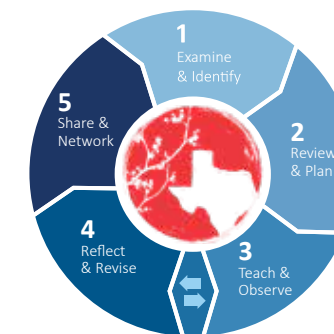 1
Examine
& Identify
2
Review
& Plan
3
Teach &
Observe
4
Reflect
& Revise
5
Share &
Network